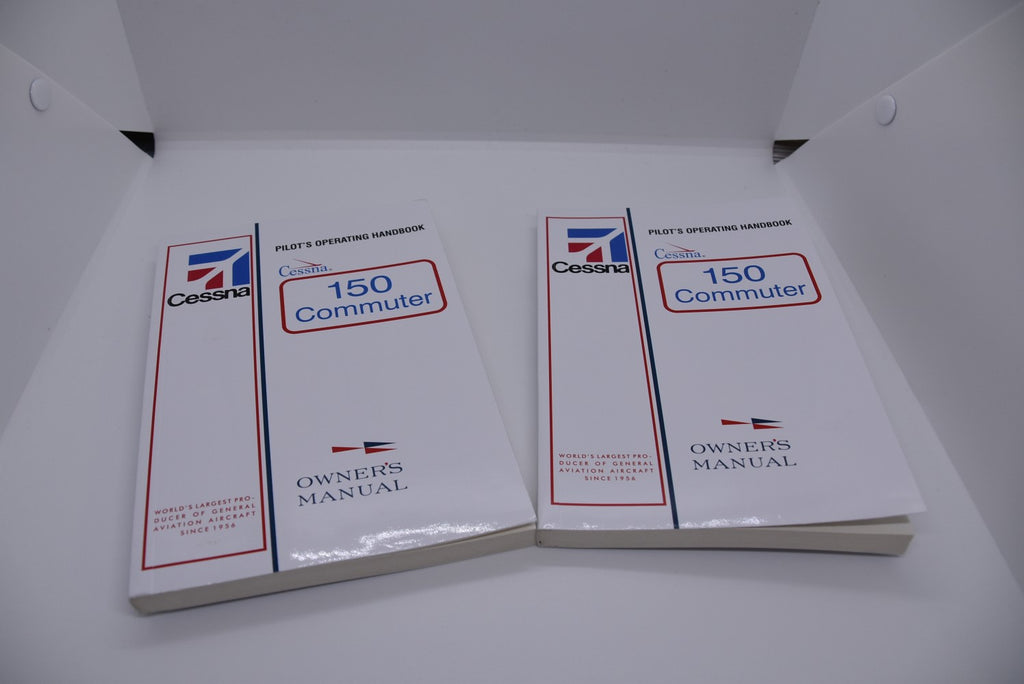 Cessna
WORLD'S LARGEST PRO-
DUCER OF GENERAL
AVIATION AIRCRAFT
SINCE 1956
PILOT'S OPERATING HANDBOOK
Cessna®
150
Commuter
OWNER'S
MANUAL
Cessna
WORLD'S LARGEST PRO-
DUCER OF GENERAL
AVIATION AIRCRAFT
SINCE 1956
PILOT'S OPERATING HANDBOOK
Cessna®
150
Commuter
OWNER'S
MANUAL